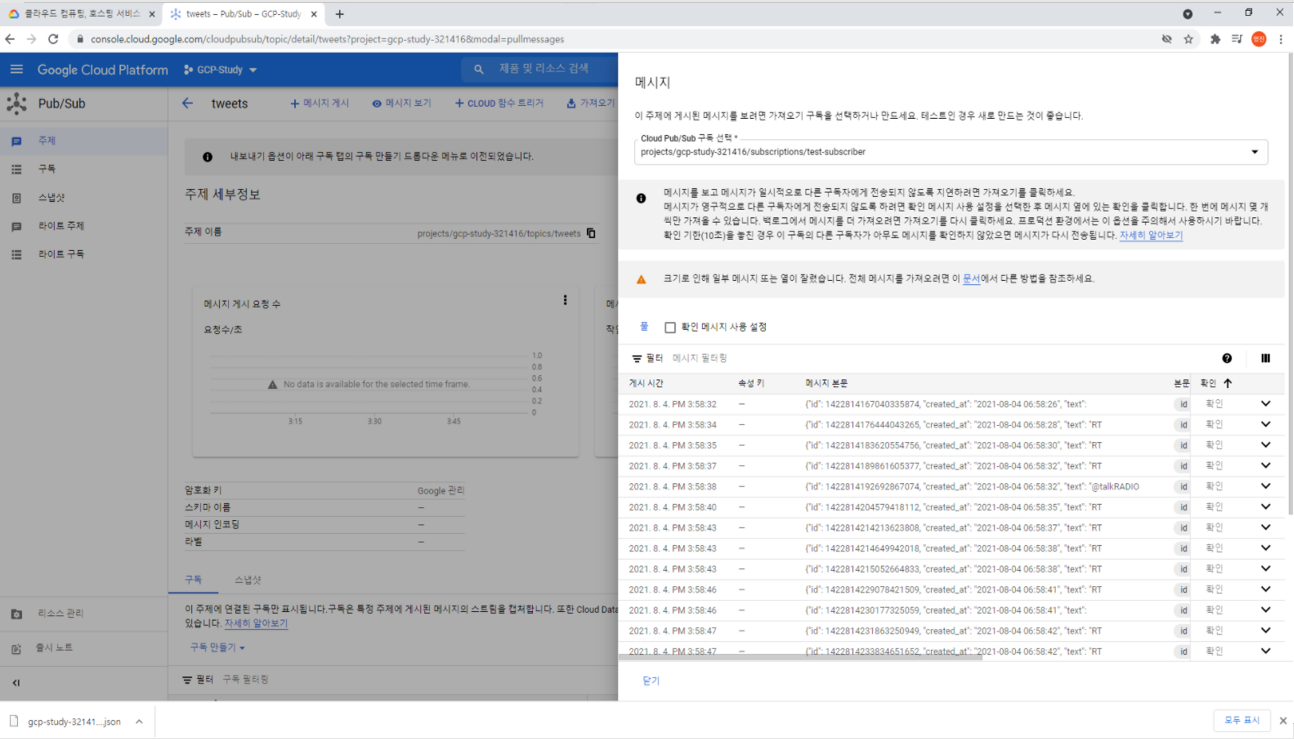 클라우드 컴퓨팅, 호스팅 서비스
tweets – Pub/Sub – GCP-Study
console.cloud.google.com/cloudpubsub/topic/detail/tweets?project=gcp-study-321416&modal=pullmessages
Google Cloud Platform
GCP-Study
제품 및 리소스 검색
Pub/Sub
tweets
메시지 게시
메시지 보기
CLOUD 함수 트리거
가져오기
주제
구독
스냅샷
라이트 주제
라이트 구독
리소스 관리
출시 노트
내보내기 옵션이 아래 구독 탭의 구독 만들기 드롭다운 메뉴로 이전되었습니다.
주제 세부정보
주제 이름
projects/gcp-study-321416/topics/tweets
메시지 게시 요청 수
요청수/초
1.0
0.8
0.6
0.4
0.2
0
No data is available for the selected time frame.
3:15
3:30
3:45
암호화 키
Google 관리
스키마 이름
–
메시지 인코딩
–
라벨
–
구독
스냅샷
이 주제에 연결된 구독만 표시됩니다.구독은 특정 주제에 게시된 메시지의 스트림을 캡처합니다. 또한 Cloud Data
있습니다. 자세히 알아보기
구독 만들기
필터
구독 필터링
메시지
이 주제에 게시된 메시지를 보려면 가져오기 구독을 선택하거나 만드세요. 테스트인 경우 새로 만드는 것이 좋습니다.
Cloud Pub/Sub 구독 선택 *
projects/gcp-study-321416/subscriptions/test-subscriber
메시지를 보고 메시지가 일시적으로 다른 구독자에게 전송되지 않도록 지연하려면 가져오기를 클릭하세요.
메시지가 영구적으로 다른 구독자에게 전송되지 않도록 하려면 확인 메시지 사용 설정을 선택한 후 메시지 옆에 있는 확인을 클릭합니다. 한 번에 메시지 몇 개
씩만 가져올 수 있습니다. 백로그에서 메시지를 더 가져오려면 가져오기를 다시 클릭하세요. 프로덕션 환경에서는 이 옵션을 주의해서 사용하시기 바랍니다.
확인 기한(10초)을 놓친 경우 이 구독의 다른 구독자가 아무도 메시지를 확인하지 않았으면 메시지가 다시 전송됩니다. 자세히 알아보기
크기로 인해 일부 메시지 또는 열이 잘렸습니다. 전체 메시지를 가져오려면 이 문서에서 다른 방법을 참조하세요.
풀
확인 메시지 사용 설정
필터
메시지 필터링
게시 시간 속성 키 메시지 본문 본문 확인
2021. 8. 4. PM 3:58:32 — {"id": 1422814167040335874, "created_at": "2021-08-04 06:58:26", "text": id 확인
2021. 8. 4. PM 3:58:34 — {"id": 1422814176444043265, "created_at": "2021-08-04 06:58:28", "text": "RT id 확인
2021. 8. 4. PM 3:58:35 — {"id": 1422814183620554756, "created_at": "2021-08-04 06:58:30", "text": "RT id 확인
2021. 8. 4. PM 3:58:37 — {"id": 1422814189861605377, "created_at": "2021-08-04 06:58:32", "text": "RT id 확인
2021. 8. 4. PM 3:58:38 — {"id": 1422814192692867074, "created_at": "2021-08-04 06:58:32", "text": "@talkRADIO id 확인
2021. 8. 4. PM 3:58:40 — {"id": 1422814204579418112, "created_at": "2021-08-04 06:58:35", "text": "RT id 확인
2021. 8. 4. PM 3:58:43 — {"id": 1422814214213623808, "created_at": "2021-08-04 06:58:37", "text": "RT id 확인
2021. 8. 4. PM 3:58:43 — {"id": 1422814214649942018, "created_at": "2021-08-04 06:58:38", "text": "RT id 확인
2021. 8. 4. PM 3:58:43 — {"id": 1422814215052664833, "created_at": "2021-08-04 06:58:38", "text": "RT id 확인
2021. 8. 4. PM 3:58:46 — {"id": 1422814229078421509, "created_at": "2021-08-04 06:58:41", "text": "RT id 확인
2021. 8. 4. PM 3:58:46 — {"id": 1422814230177325059, "created_at": "2021-08-04 06:58:41", "text": id 확인
2021. 8. 4. PM 3:58:47 — {"id": 1422814231863250949, "created_at": "2021-08-04 06:58:42", "text": "RT id 확인
2021. 8. 4. PM 3:58:47 — {"id": 1422814233834651652, "created_at": "2021-08-04 06:58:42", "text": "RT id 확인
닫기
gcp-study-32141....json
모두 표시